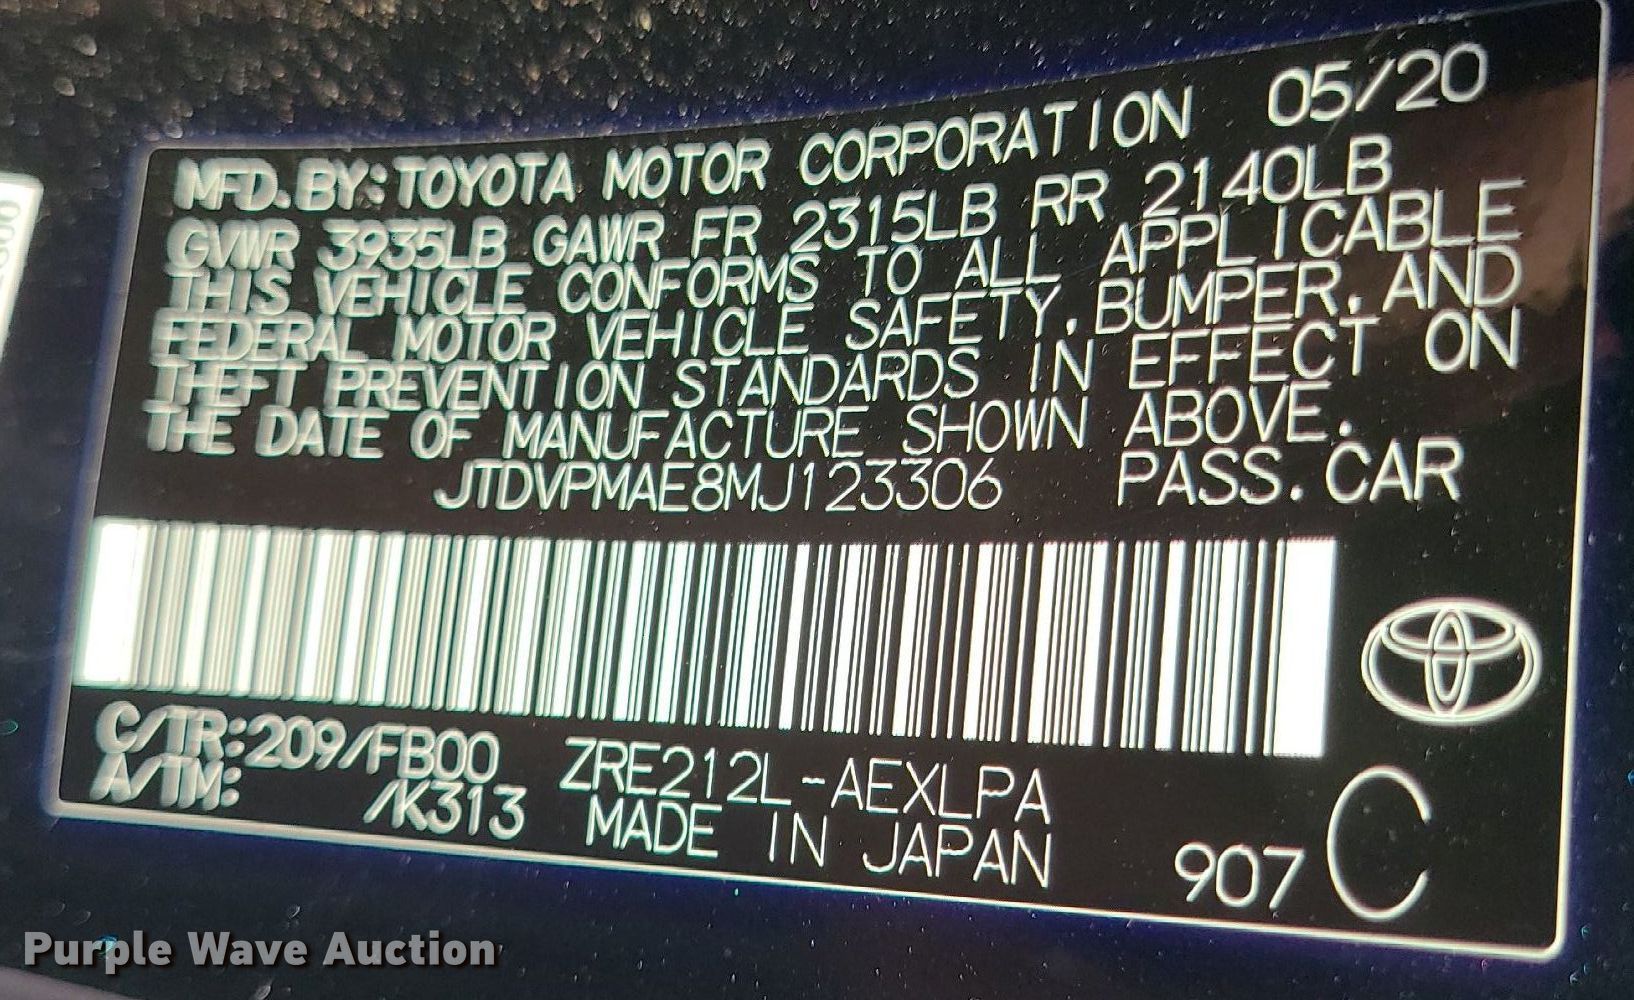 MFD. BY: TOYOTA MOTOR CORPORATION 05/20
GVWR 3935LB GAWR FR 2315LB RR 2140LB
THIS VEHICLE CONFORMS TO ALL APPLICABLE
FEDERAL MOTOR VEHICLE SAFETY, BUMPER, AND
THEFT PREVENTION STANDARDS IN EFFECT ON
THE DATE OF MANUFACTURE SHOWN ABOVE.
JTDVPMAE8MJ123306 PASS. CAR
C/TR:209/FB00 ZRE212L-AEXLPA
A/TM: /K313 MADE IN JAPAN 907 C
Purple Wave Auction